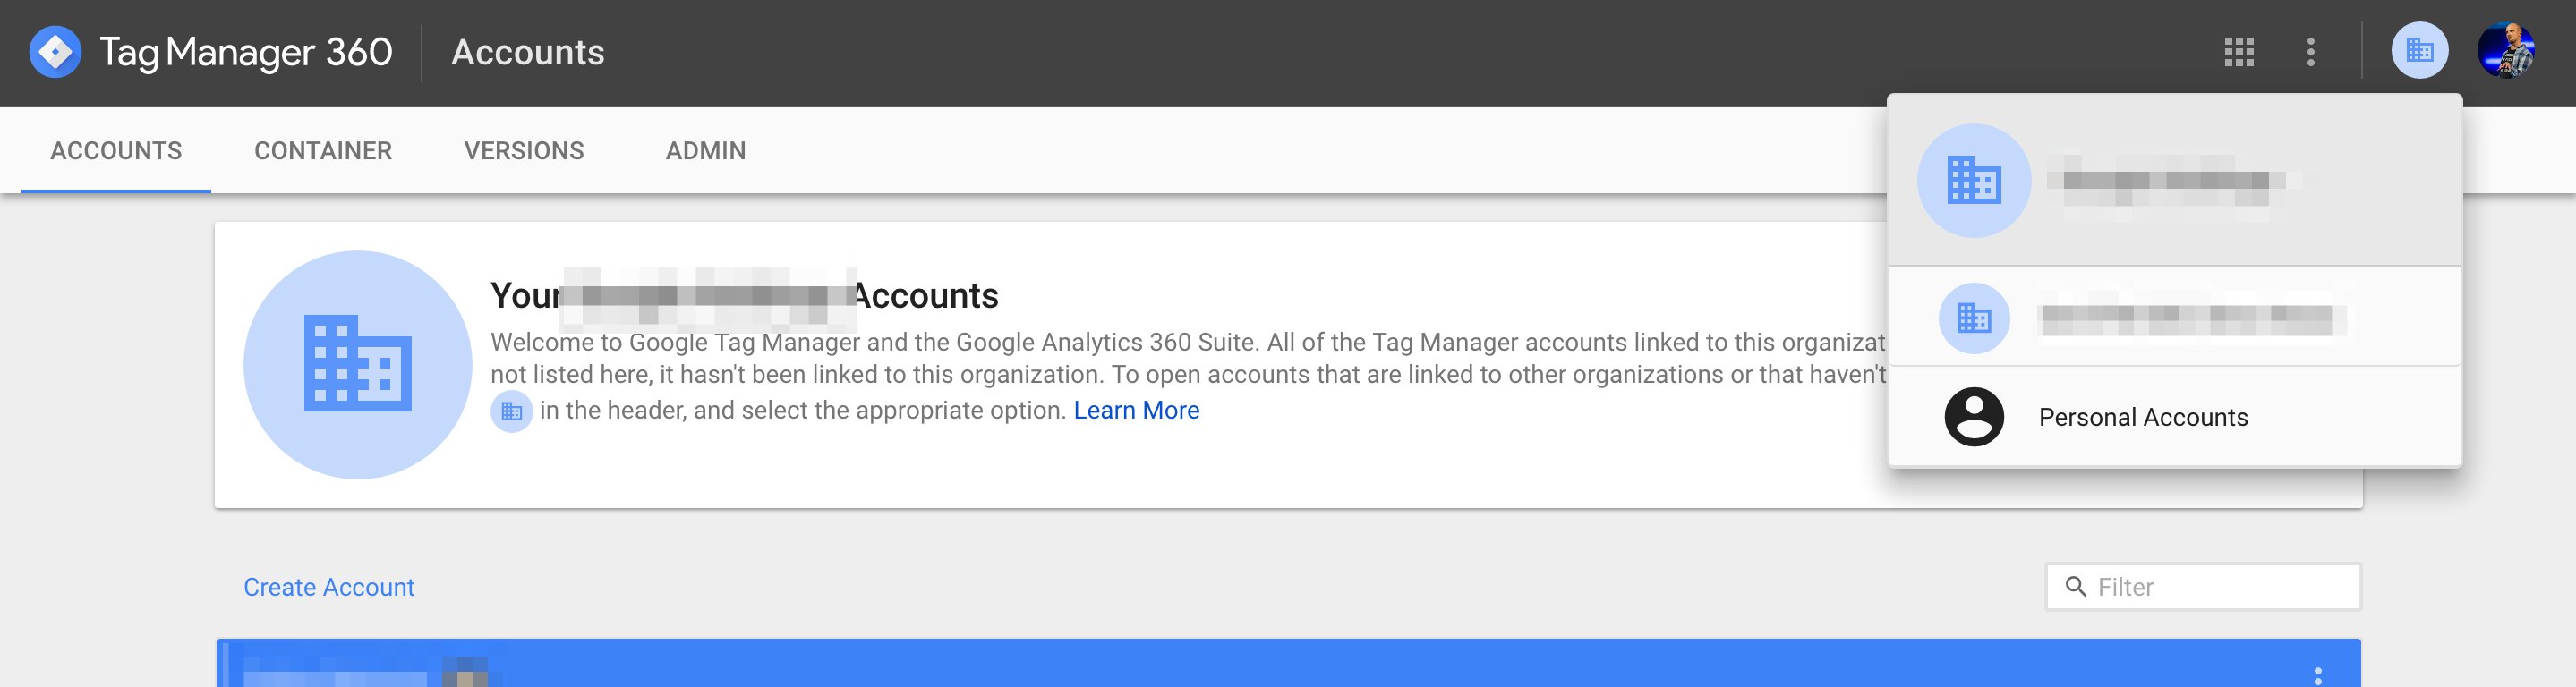 Tag Manager 360
Accounts
ACCOUNTS
CONTAINER
VERSIONS
ADMIN
Your
Accounts
Welcome to Google Tag Manager and the Google Analytics 360 Suite. All of the Tag Manager accounts linked to this organizat
not listed here, it hasn't been linked to this organization. To open accounts that are linked to other organizations or that haven't
in the header, and select the appropriate option. Learn More
Personal Accounts
Create Account
Filter